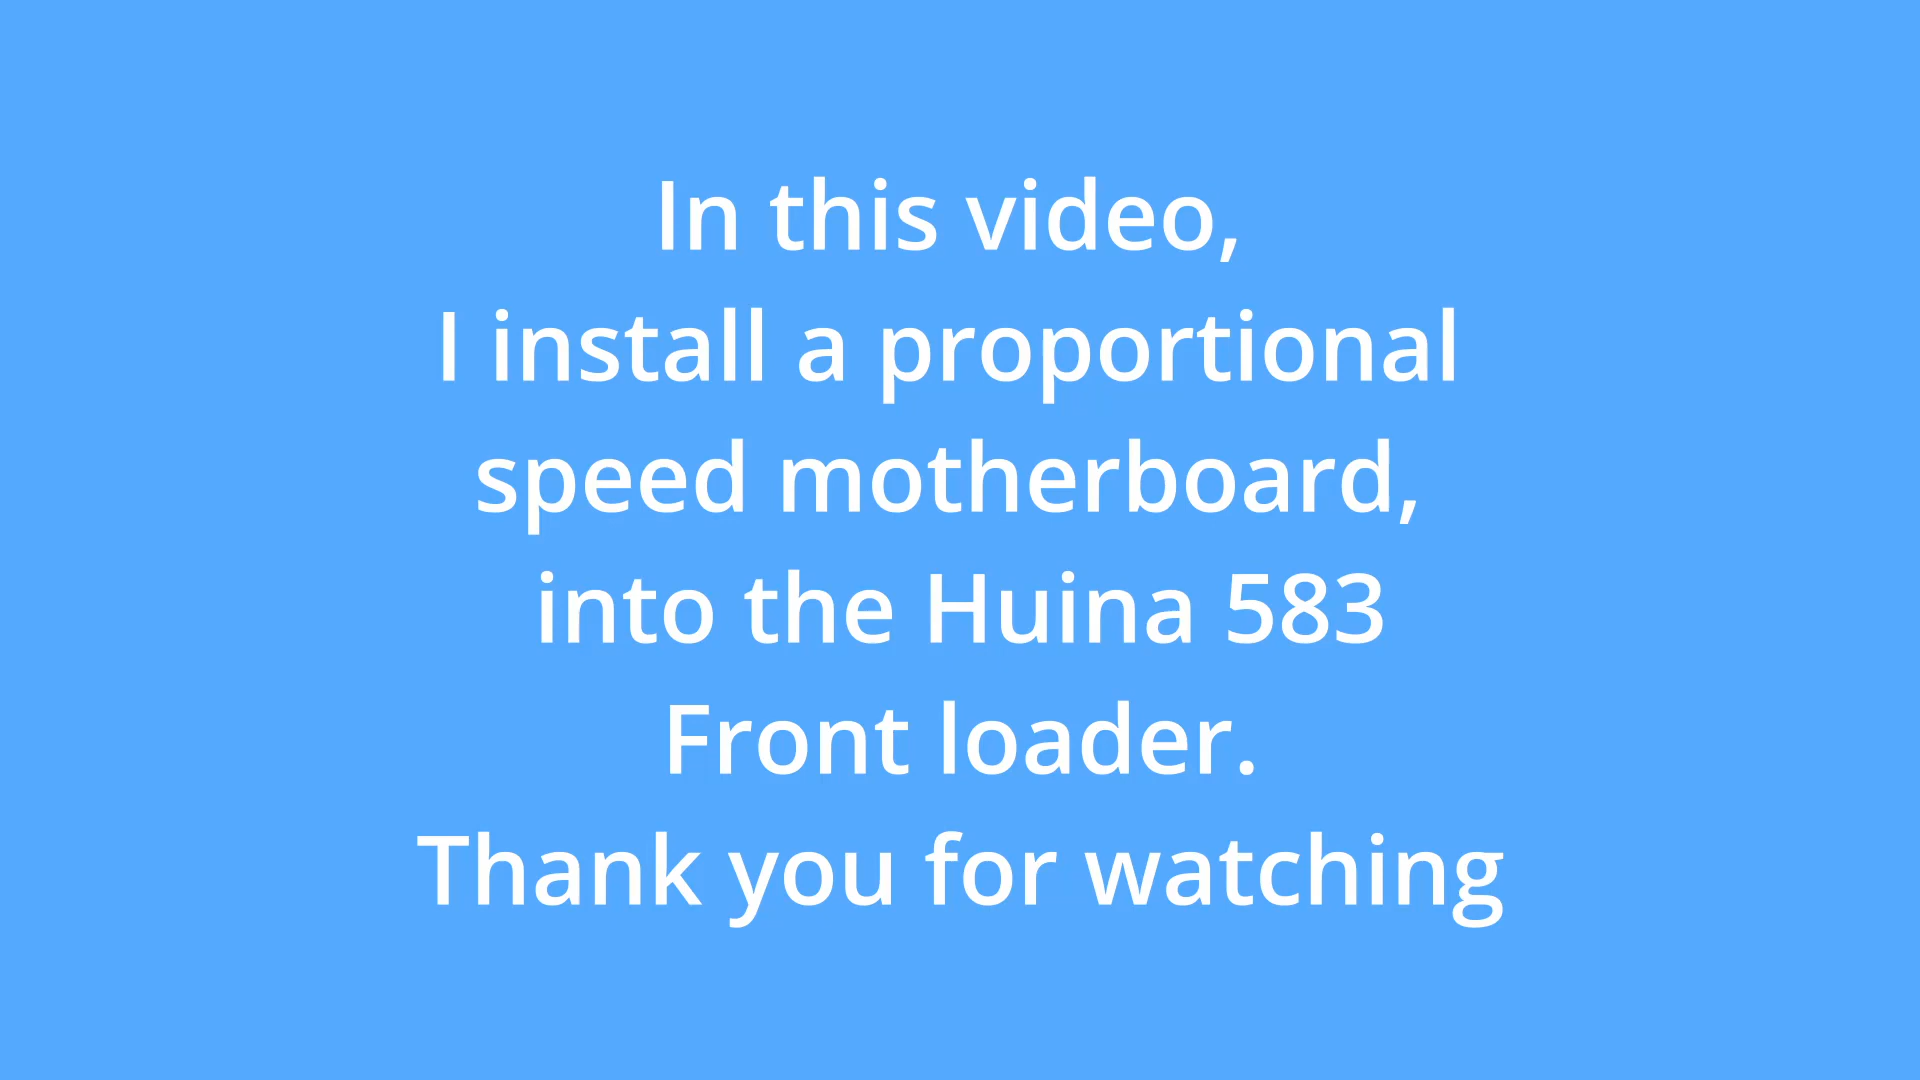 In this video,
I install a proportional
speed motherboard,
into the Huina 583
Front loader.
Thank you for watching